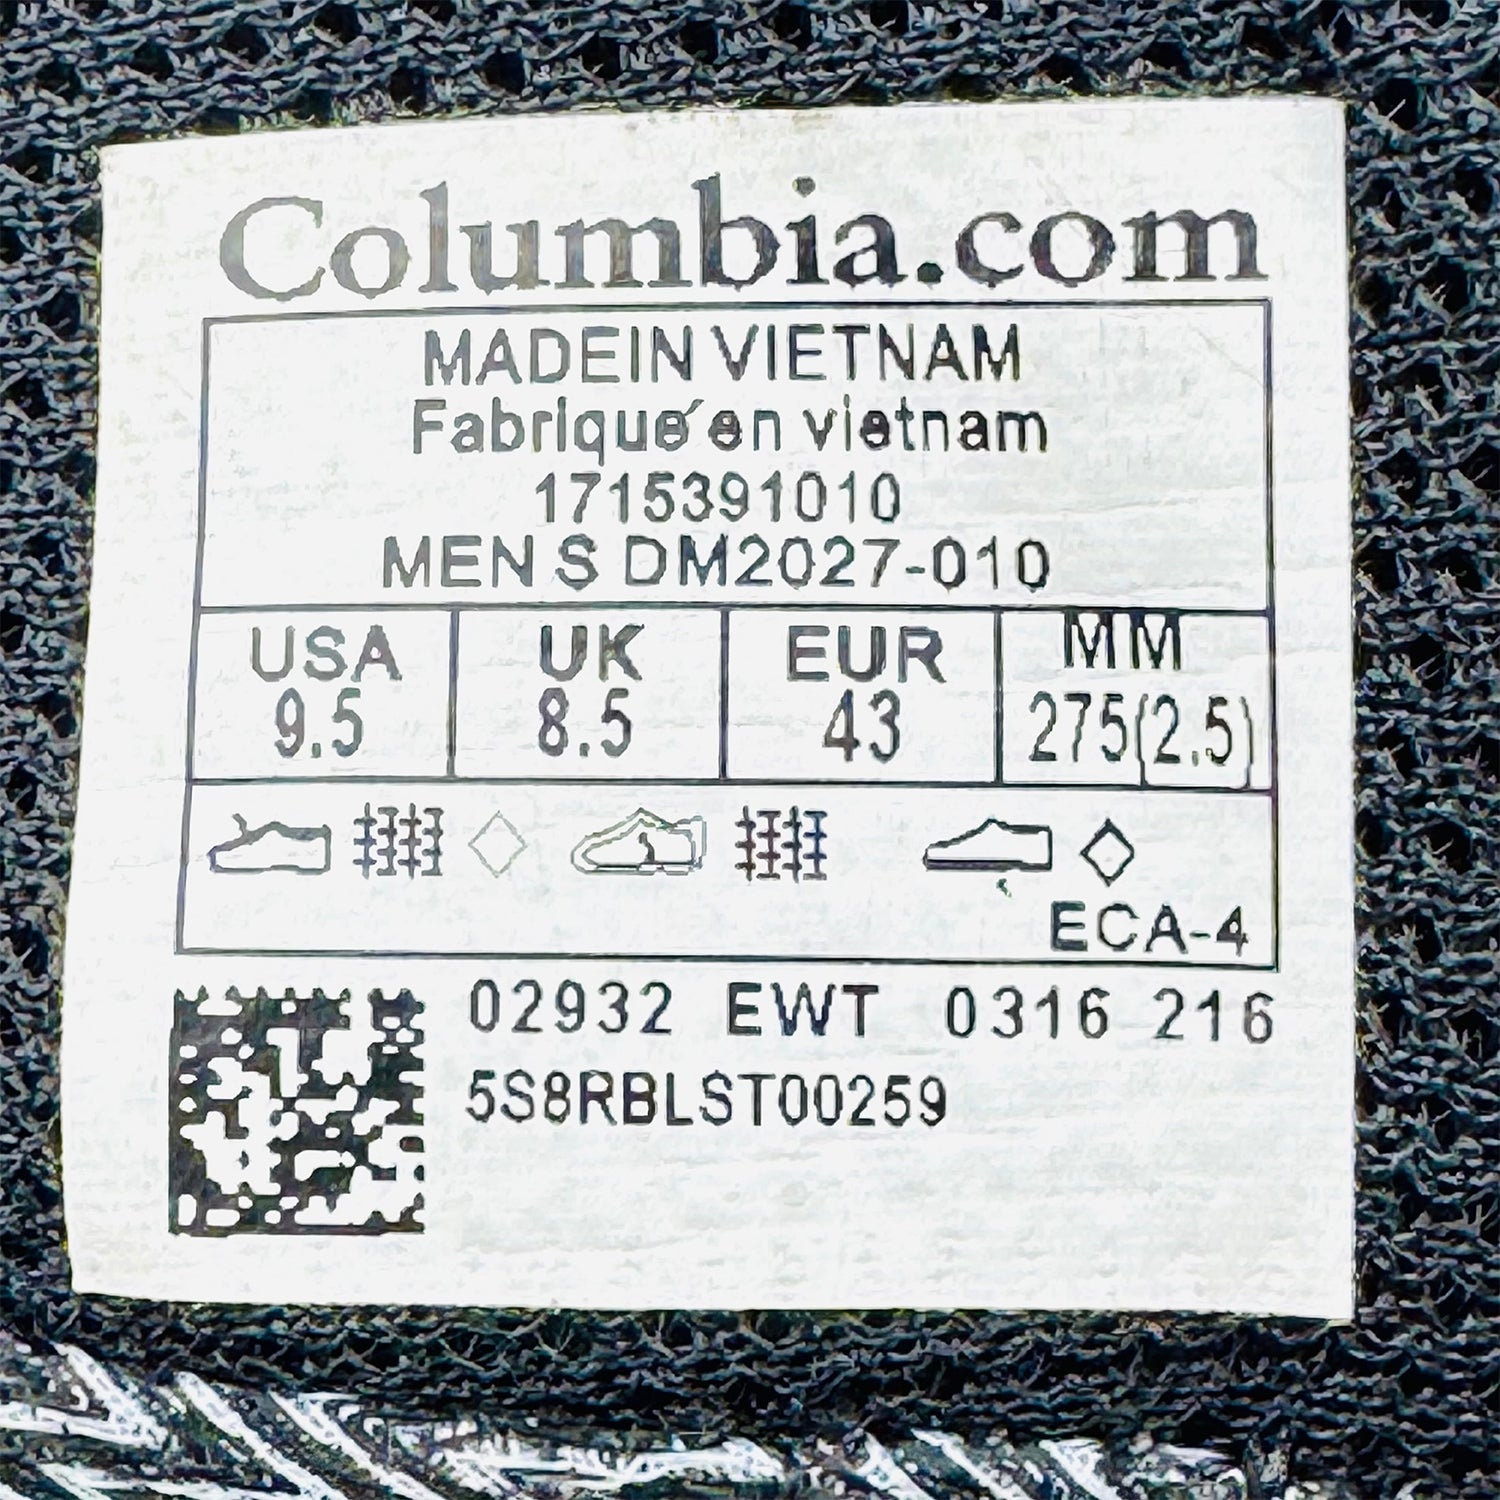 Columbia.com
MADEIN VIETNAM
Fabrique´en vietnam
1715391010
MEN S DM2027-010
USA UK EUR MM
9.5 8.5 43 275(2.5)
ECA-4
02932 EWT 0316 216
5S8RBLST00259